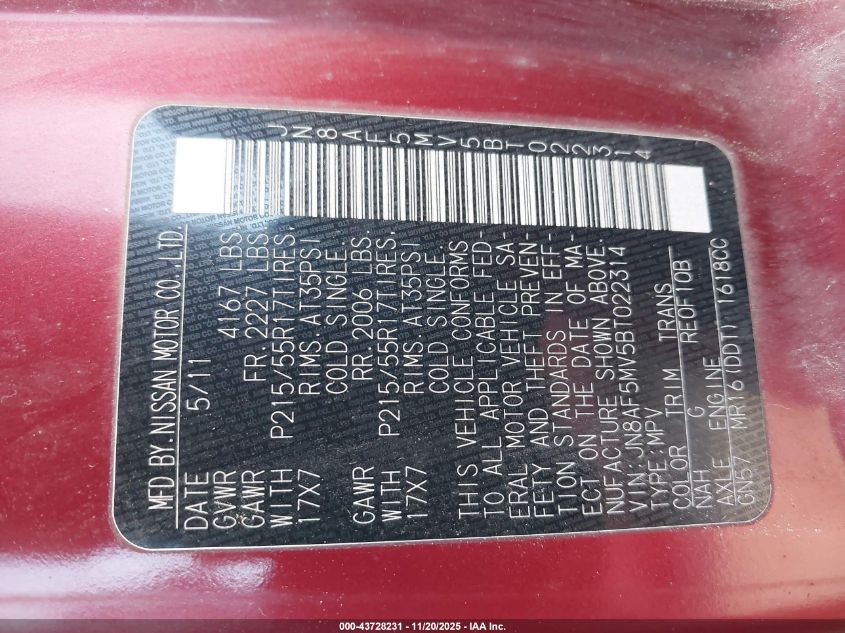 JN8AF5MV5BT022314
MFD BY.NISSAN MOTOR CO.,LTD.
DATE 5/11
GVWR 4167 LBS
GAWR FR.2227 LBS
WITH P215/55R17TIRES.
17X7 RIMS.AT35PSI
COLD SINGLE.
GAWR RR.2006 LBS.
WITH P215/55R17TIRES.
17X7 RIMS.AT35PSI
COLD SINGLE.
THIS VEHICLE CONFORMS
TO ALL APPLICABLE FED-
ERAL MOTOR VEHICLE SA-
FETY AND THEFT PREVEN-
TION STANDARDS IN EFF-
ECT ON THE DATE OF MA-
NUFACTURE SHOWN ABOVE.
VIN:JN8AF5MV5BT022314
TYPE:MPV
COLOR TRIM TRANS
NAH G RE0F10B
AXLE ENGINE
GN57 MR16(DDT) 1618CC
000-43728231 - 11/20/2025 - IAA Inc.